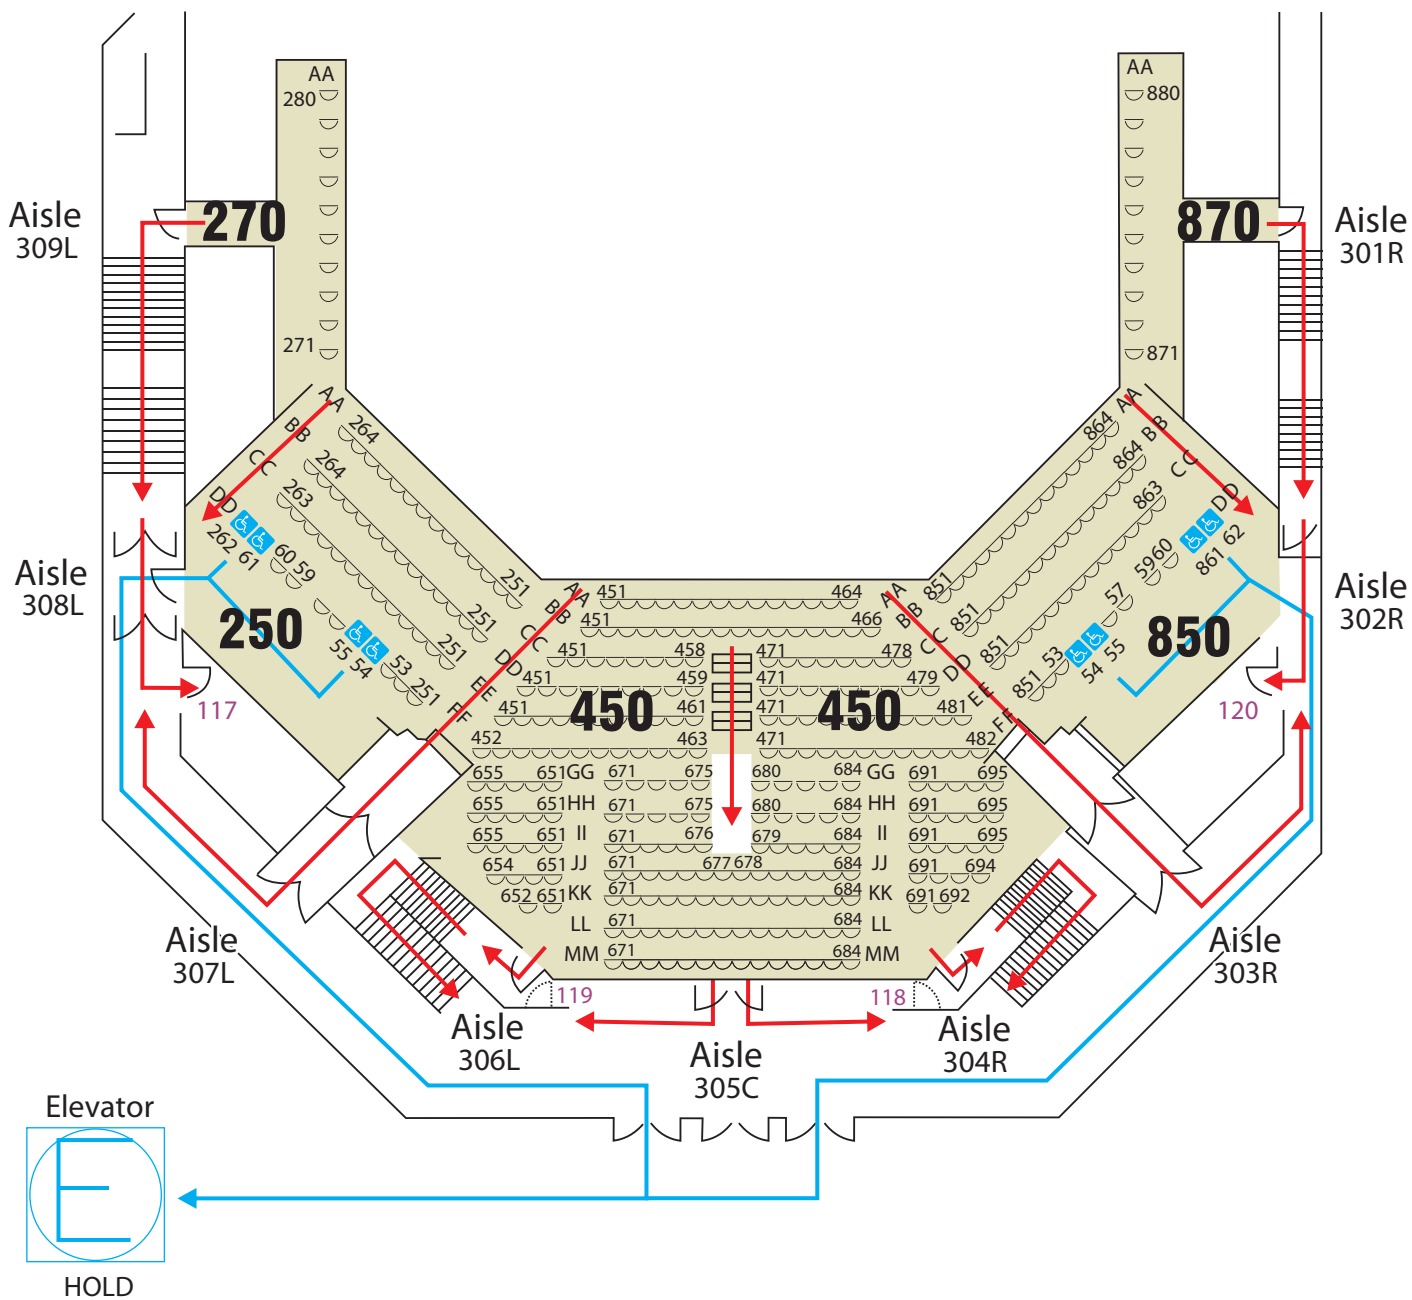 AA
280
271
270
Aisle
309L
AA
880
871
870
Aisle
301R
AA
BB
CC
DD
264
264
263
262 61
60 59
55 54
53
251
251
251
251
250
Aisle
308L
117
AA
BB
CC
DD
864
864
863
861 62
59 60
57
54 55
53
851
851
851
851
850
Aisle
302R
120
AA
BB
CC
DD
EE
FF
451 464
451 466
451 458 471 478
451 459 471 479
451 461 471 481
452 463 471 482
450 450
AA
BB
CC
DD
EE
FF
655 651 GG 671 675 680 684 GG 691 695
655 651 HH 671 675 680 684 HH 691 695
655 651 II 671 676 679 684 II 691 695
654 651 JJ 671 677 678 684 JJ 691 694
652 651 KK 671 684 KK 691 692
LL 671 684 LL
MM 671 684 MM
Aisle
307L
Aisle
303R
119
118
Aisle
306L
Aisle
305C
Aisle
304R
Elevator
E
HOLD